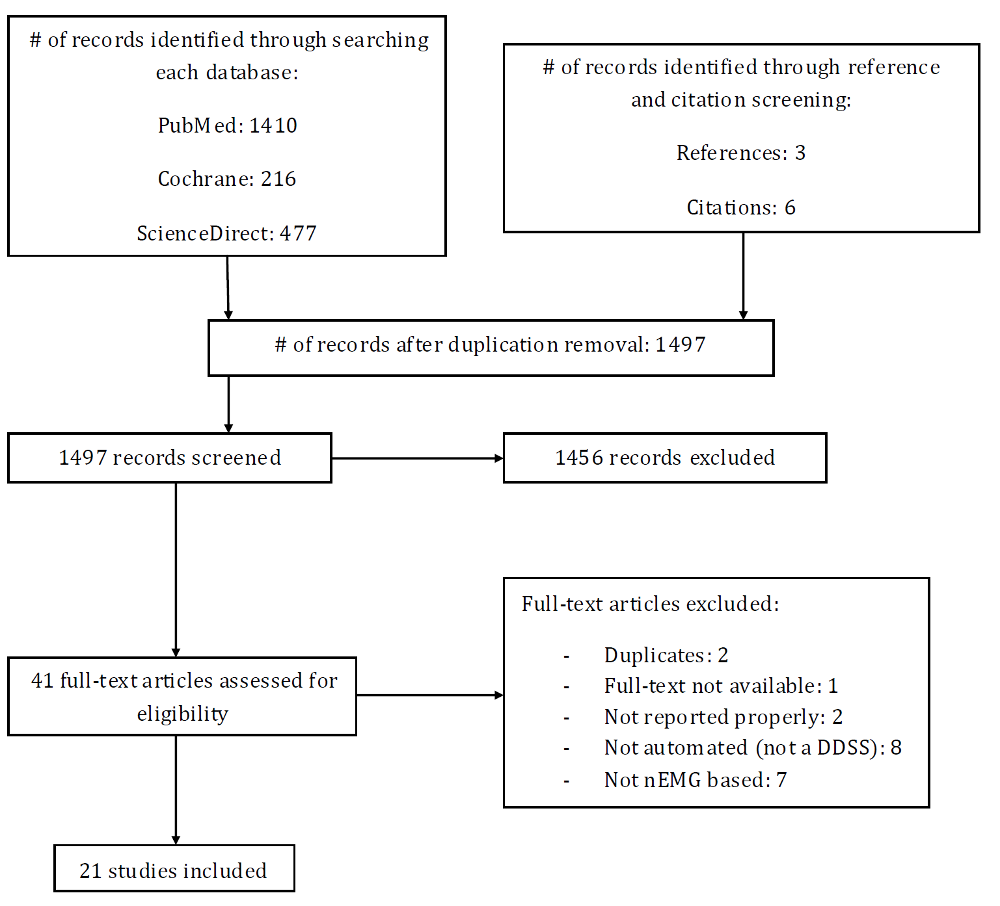 # of records identified through searching
each database:
PubMed: 1410
Cochrane: 216
ScienceDirect: 477
# of records identified through reference
and citation screening:
References: 3
Citations: 6
# of records after duplication removal: 1497
1497 records screened
1456 records excluded
41 full-text articles assessed for
eligibility
Full-text articles excluded:
- Duplicates: 2
- Full-text not available: 1
- Not reported properly: 2
- Not automated (not a DDSS): 8
- Not nEMG based: 7
21 studies included